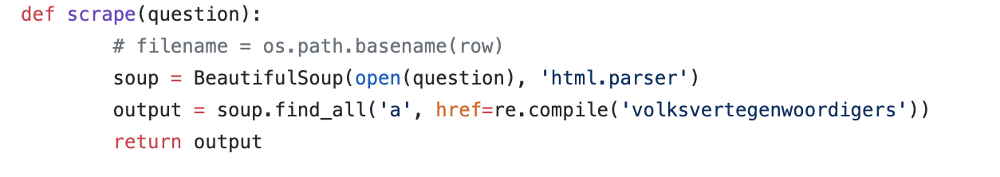 def scrape(question):
        # filename = os.path.basename(row)
        soup = BeautifulSoup(open(question), 'html.parser')
        output = soup.find_all('a', href=re.compile('volksvertegenwoordigers'))
        return output